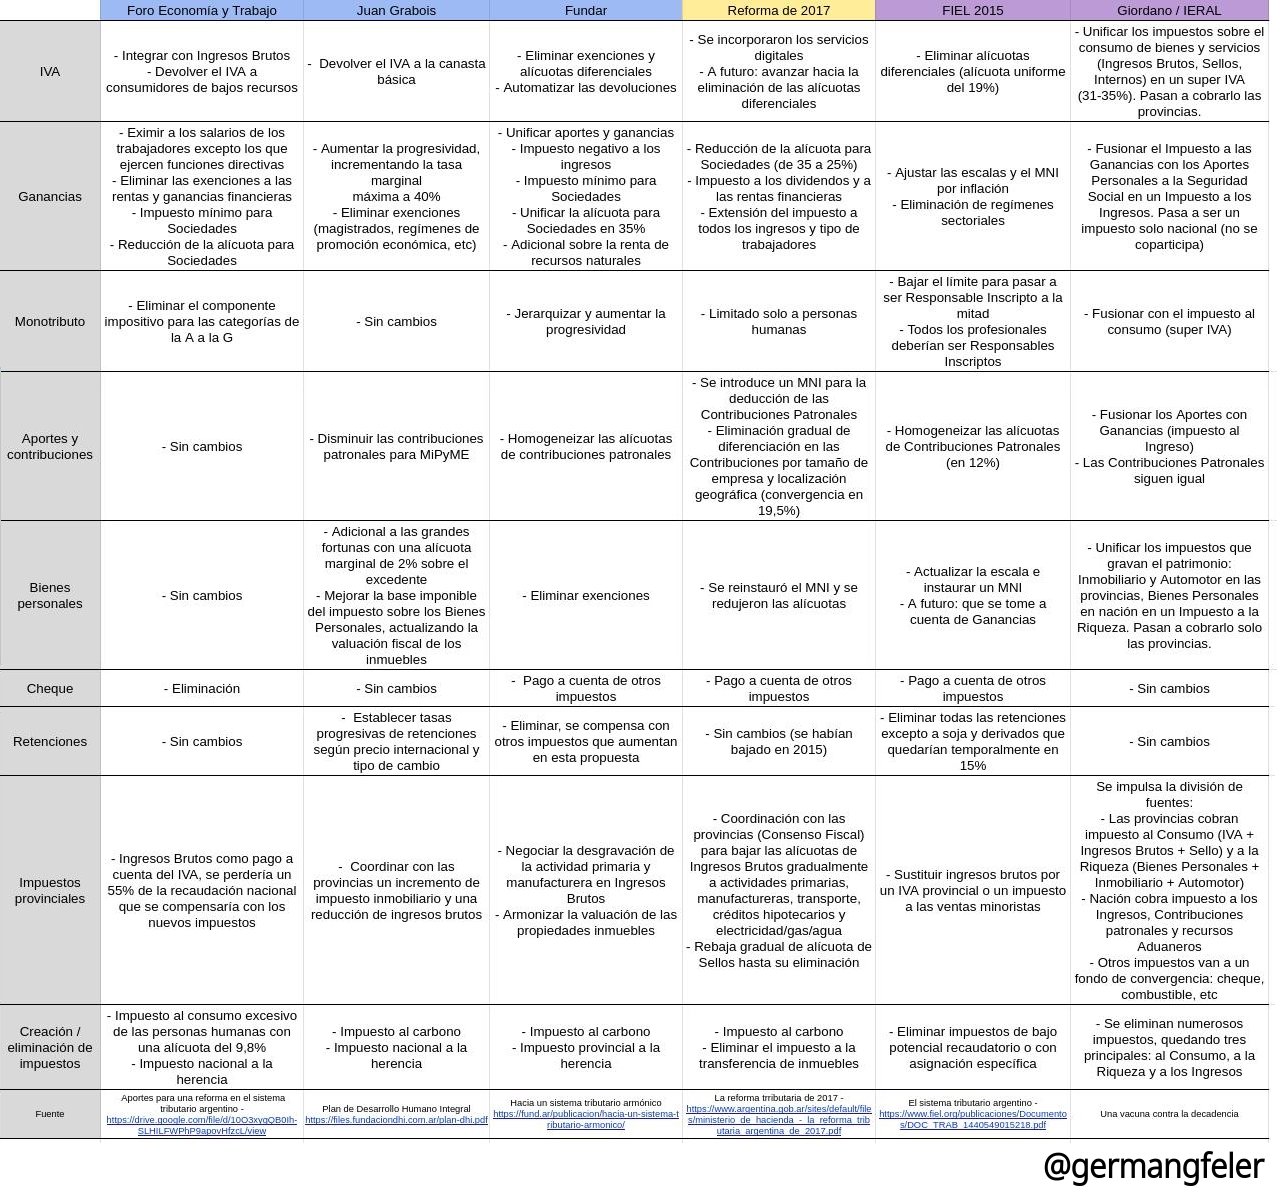 Foro Economía y Trabajo
Juan Grabois
Fundar
Reforma de 2017
FIEL 2015
Giordano / IERAL
IVA
- Integrar con Ingresos Brutos
- Devolver el IVA a
consumidores de bajos recursos
- Devolver el IVA a la canasta
básica
- Eliminar exenciones y
alícuotas diferenciales
- Automatizar las devoluciones
- Se incorporaron los servicios
digitales
- A futuro: avanzar hacia la
eliminación de las alícuotas
diferenciales
- Eliminar alícuotas
diferenciales (alícuota uniforme
del 19%)
- Unificar los impuestos sobre el
consumo de bienes y servicios
(Ingresos Brutos, Sellos,
Internos) en un super IVA
(31-35%). Pasan a cobrarlo las
provincias.
Ganancias
- Eximir a los salarios de los
trabajadores excepto los que
ejercen funciones directivas
- Eliminar las exenciones a las
rentas y ganancias financieras
- Impuesto mínimo para
Sociedades
- Reducción de la alícuota para
Sociedades
- Aumentar la progresividad,
incrementando la tasa
marginal
máxima a 40%
- Eliminar exenciones
(magistrados, regímenes de
promoción económica, etc)
- Unificar aportes y ganancias
- Impuesto negativo a los
ingresos
- Impuesto mínimo para
Sociedades
- Unificar la alícuota para
Sociedades en 35%
- Adicional sobre la renta de
recursos naturales
- Reducción de la alícuota para
Sociedades (de 35 a 25%)
- Impuesto a los dividendos y a
las rentas financieras
- Extensión del impuesto a
todos los ingresos y tipo de
trabajadores
- Ajustar las escalas y el MNI
por inflación
- Eliminación de regímenes
sectoriales
- Fusionar el Impuesto a las
Ganancias con los Aportes
Personales a la Seguridad
Social en un Impuesto a los
Ingresos. Pasa a ser un
impuesto solo nacional (no se
coparticipa)
Monotributo
- Eliminar el componente
impositivo para las categorías de
la A a la G
- Sin cambios
- Jerarquizar y aumentar la
progresividad
- Limitado solo a personas
humanas
- Bajar el límite para pasar a
ser Responsable Inscripto a la
mitad
- Todos los profesionales
deberían ser Responsables
Inscriptos
- Fusionar con el impuesto al
consumo (super IVA)
Aportes y
contribuciones
- Sin cambios
- Disminuir las contribuciones
patronales para MiPyME
- Homogeneizar las alícuotas
de contribuciones patronales
- Se introduce un MNI para la
deducción de las
Contribuciones Patronales
- Eliminación gradual de
diferenciación en las
Contribuciones por tamaño de
empresa y localización
geográfica (convergencia en
19,5%)
- Homogeneizar las alícuotas
de Contribuciones Patronales
(en 12%)
- Fusionar los Aportes con
Ganancias (impuesto al
Ingreso)
- Las Contribuciones Patronales
siguen igual
Bienes
personales
- Sin cambios
- Adicional a las grandes
fortunas con una alícuota
marginal de 2% sobre el
excedente
- Mejorar la base imponible
del impuesto sobre los Bienes
Personales, actualizando la
valuación fiscal de los
inmuebles
- Eliminar exenciones
- Se reinstauró el MNI y se
redujeron las alícuotas
- Actualizar la escala e
instaurar un MNI
- A futuro: que se tome a
cuenta de Ganancias
- Unificar los impuestos que
gravan el patrimonio:
Inmobiliario y Automotor en las
provincias, Bienes Personales
en nación en un Impuesto a la
Riqueza. Pasan a cobrarlo solo
las provincias.
Cheque
- Eliminación
- Sin cambios
- Pago a cuenta de otros
impuestos
- Pago a cuenta de otros
impuestos
- Pago a cuenta de otros
impuestos
- Sin cambios
Retenciones
- Sin cambios
- Establecer tasas
progresivas de retenciones
según precio internacional y
tipo de cambio
- Eliminar, se compensa con
otros impuestos que aumentan
en esta propuesta
- Sin cambios (se habían
bajado en 2015)
- Eliminar todas las retenciones
excepto a soja y derivados que
quedarían temporalmente en
15%
- Sin cambios
Impuestos
provinciales
- Ingresos Brutos como pago a
cuenta del IVA, se perdería un
55% de la recaudación nacional
que se compensaría con los
nuevos impuestos
- Coordinar con las
provincias un incremento de
impuesto inmobiliario y una
reducción de ingresos brutos
- Negociar la desgravación de
la actividad primaria y
manufacturera en Ingresos
Brutos
- Armonizar la valuación de las
propiedades inmuebles
- Coordinación con las
provincias (Consenso Fiscal)
para bajar las alícuotas de
Ingresos Brutos gradualmente
a actividades primarias,
manufactureras, transporte,
créditos hipotecarios y
electricidad/gas/agua
- Rebaja gradual de alícuota de
Sellos hasta su eliminación
- Sustituir ingresos brutos por
un IVA provincial o un impuesto
a las ventas minoristas
Se impulsa la división de
fuentes:
- Las provincias cobran
impuesto al Consumo (IVA +
Ingresos Brutos + Sello) y a la
Riqueza (Bienes Personales +
Inmobiliario + Automotor)
- Nación cobra impuesto a los
Ingresos, Contribuciones
patronales y recursos
Aduaneros
- Otros impuestos van a un
fondo de convergencia: cheque,
combustible, etc
Creación /
eliminación de
impuestos
- Impuesto al consumo excesivo
de las personas humanas con
una alícuota del 9,8%
- Impuesto nacional a la
herencia
- Impuesto al carbono
- Impuesto nacional a la
herencia
- Impuesto al carbono
- Impuesto provincial a la
herencia
- Impuesto al carbono
- Eliminar el impuesto a la
transferencia de inmuebles
- Eliminar impuestos de bajo
potencial recaudatorio o con
asignación específica
- Se eliminan numerosos
impuestos, quedando tres
principales: al Consumo, a la
Riqueza y a los Ingresos
Fuente
Aportes para una reforma en el sistema
tributario argentino -
https://drive.google.com/file/d/10O3xyqQB0Ih-
SLHILFWPhP9apovHfzcL/view
Plan de Desarrollo Humano Integral
https://files.fundaciondhi.com.ar/plan-dhi.pdf
Hacia un sistema tributario armónico
https://fund.ar/publicacion/hacia-un-sistema-t
ributario-armonico/
La reforma trributaria de 2017 -
https://www.argentina.gob.ar/sites/default/file
s/ministerio_de_hacienda_-_la_reforma_trib
utaria_argentina_de_2017.pdf
El sistema tributario argentino -
https://www.fiel.org/publicaciones/Documento
s/DOC_TRAB_1440549015218.pdf
Una vacuna contra la decadencia
@germangfeler